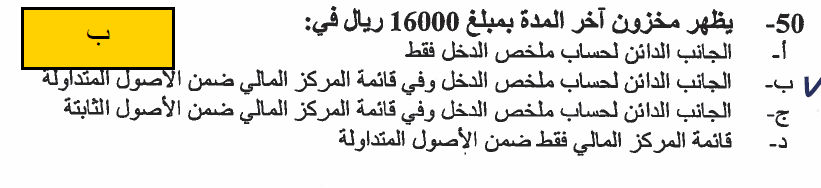 ب
50- يظهر مخزون آخر المدة بمبلغ 16000 ريال في:
أ- الجانب الدائن لحساب ملخص الدخل فقط
ب- الجانب الدائن لحساب ملخص الدخل وفي قائمة المركز المالي ضمن الأصول المتداولة
ج- الجانب الدائن لحساب ملخص الدخل وفي قائمة المركز المالي ضمن الأصول الثابتة
د- قائمة المركز المالي فقط ضمن الأصول المتداولة